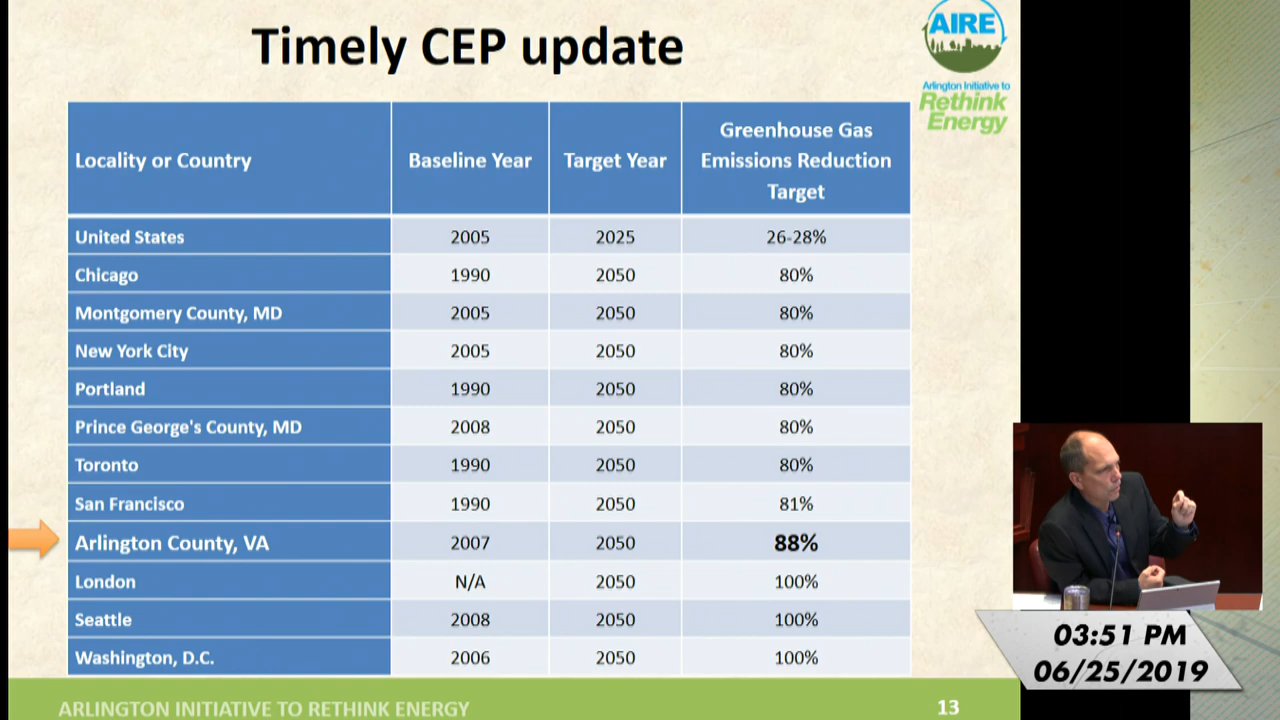 Timely CEP update
AIRE
Arlington Initiative to
Rethink
Energy
Locality or Country Baseline Year Target Year Greenhouse Gas Emissions Reduction Target
United States 2005 2025 26-28%
Chicago 1990 2050 80%
Montgomery County, MD 2005 2050 80%
New York City 2005 2050 80%
Portland 1990 2050 80%
Prince George's County, MD 2008 2050 80%
Toronto 1990 2050 80%
San Francisco 1990 2050 81%
Arlington County, VA 2007 2050 88%
London N/A 2050 100%
Seattle 2008 2050 100%
Washington, D.C. 2006 2050 100%
ARLINGTON INITIATIVE TO RETHINK ENERGY 13
03:51 PM
06/25/2019